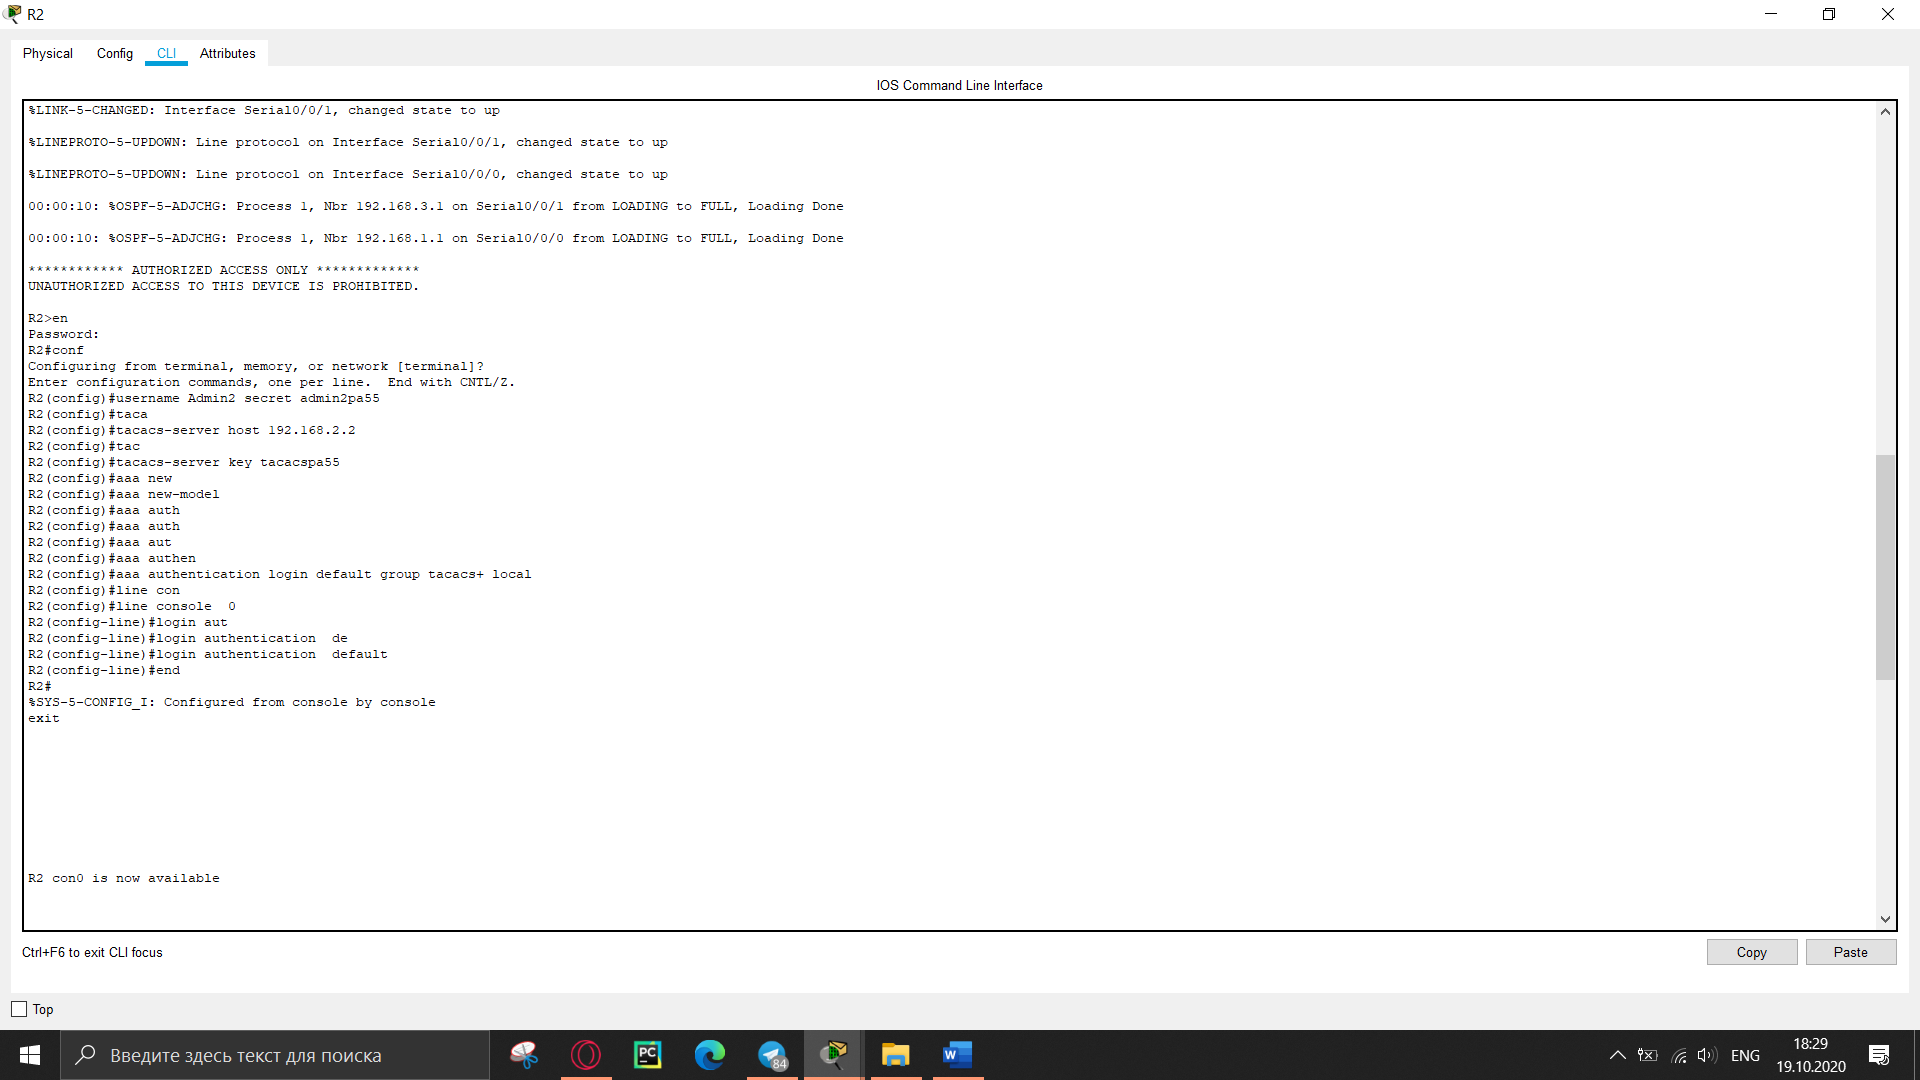 R2
Physical Config CLI Attributes
IOS Command Line Interface
%LINK-5-CHANGED: Interface Serial0/0/1, changed state to up
%LINEPROTO-5-UPDOWN: Line protocol on Interface Serial0/0/1, changed state to up
%LINEPROTO-5-UPDOWN: Line protocol on Interface Serial0/0/0, changed state to up
00:00:10: %OSPF-5-ADJCHG: Process 1, Nbr 192.168.3.1 on Serial0/0/1 from LOADING to FULL, Loading Done
00:00:10: %OSPF-5-ADJCHG: Process 1, Nbr 192.168.1.1 on Serial0/0/0 from LOADING to FULL, Loading Done
************ AUTHORIZED ACCESS ONLY *************
UNAUTHORIZED ACCESS TO THIS DEVICE IS PROHIBITED.
R2>en
Password:
R2#conf
Configuring from terminal, memory, or network [terminal]?
Enter configuration commands, one per line.  End with CNTL/Z.
R2(config)#username Admin2 secret admin2pa55
R2(config)#taca
R2(config)#tacacs-server host 192.168.2.2
R2(config)#tac
R2(config)#tacacs-server key tacacspa55
R2(config)#aaa new
R2(config)#aaa new-model
R2(config)#aaa auth
R2(config)#aaa auth
R2(config)#aaa aut
R2(config)#aaa authen
R2(config)#aaa authentication login default group tacacs+ local
R2(config)#line con
R2(config)#line console  0
R2(config-line)#login aut
R2(config-line)#login authentication  de
R2(config-line)#login authentication  default
R2(config-line)#end
R2#
%SYS-5-CONFIG_I: Configured from console by console
exit
R2 con0 is now available
Ctrl+F6 to exit CLI focus
Copy Paste
Top
Введите здесь текст для поиска
PC
84
W
ENG
18:29
19.10.2020